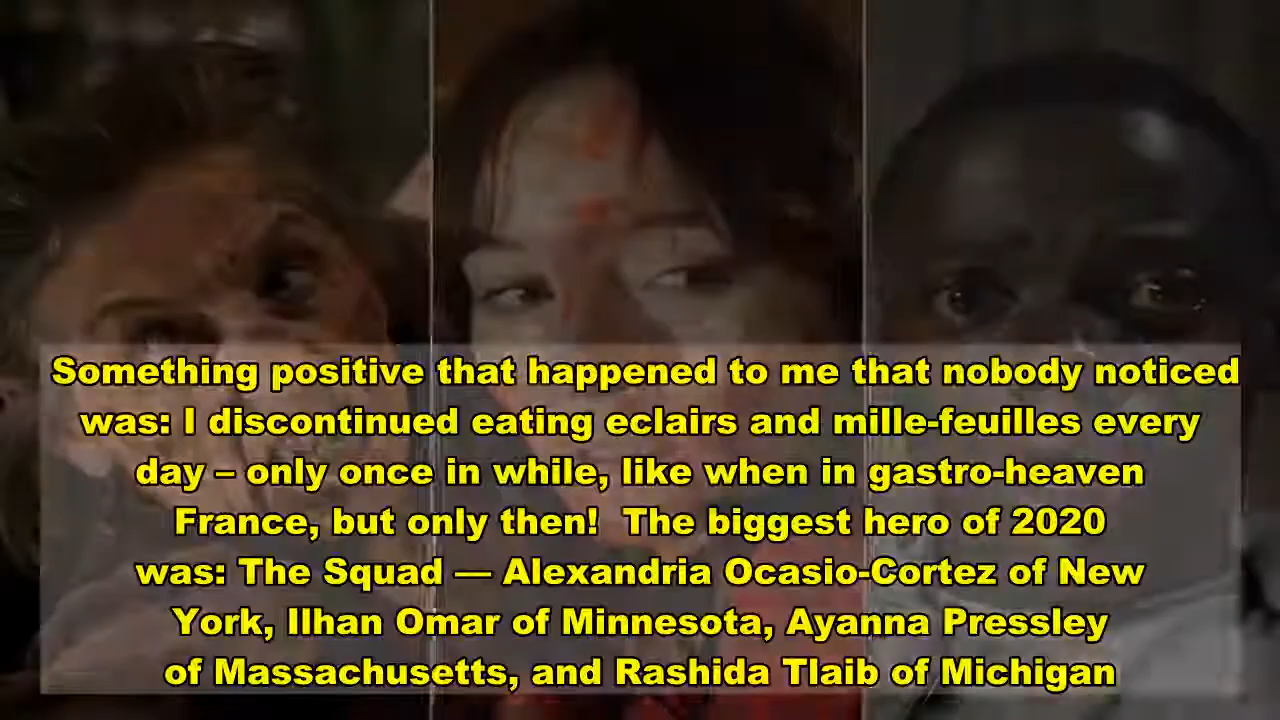 Something positive that happened to me that nobody noticed
was: I discontinued eating eclairs and mille-feuilles every
day – only once in while, like when in gastro-heaven
France, but only then!  The biggest hero of 2020
was: The Squad — Alexandria Ocasio-Cortez of New
York, Ilhan Omar of Minnesota, Ayanna Pressley
of Massachusetts, and Rashida Tlaib of Michigan